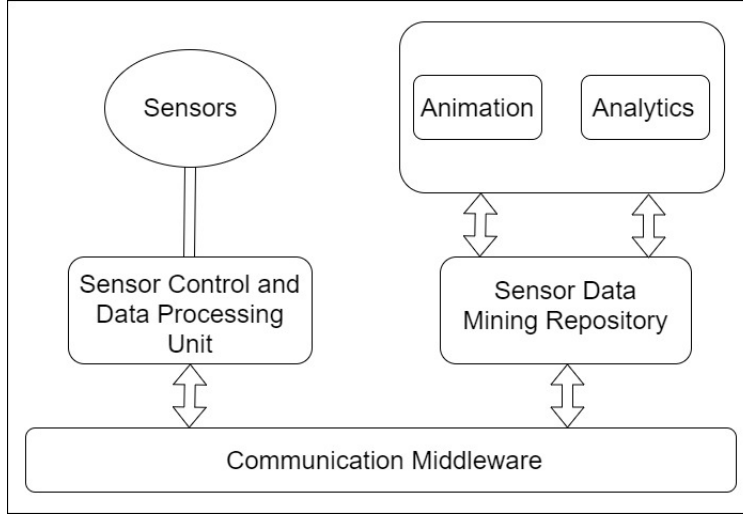 Sensors
Animation
Analytics
Sensor Control and
Data Processing
Unit
Sensor Data
Mining Repository
Communication Middleware